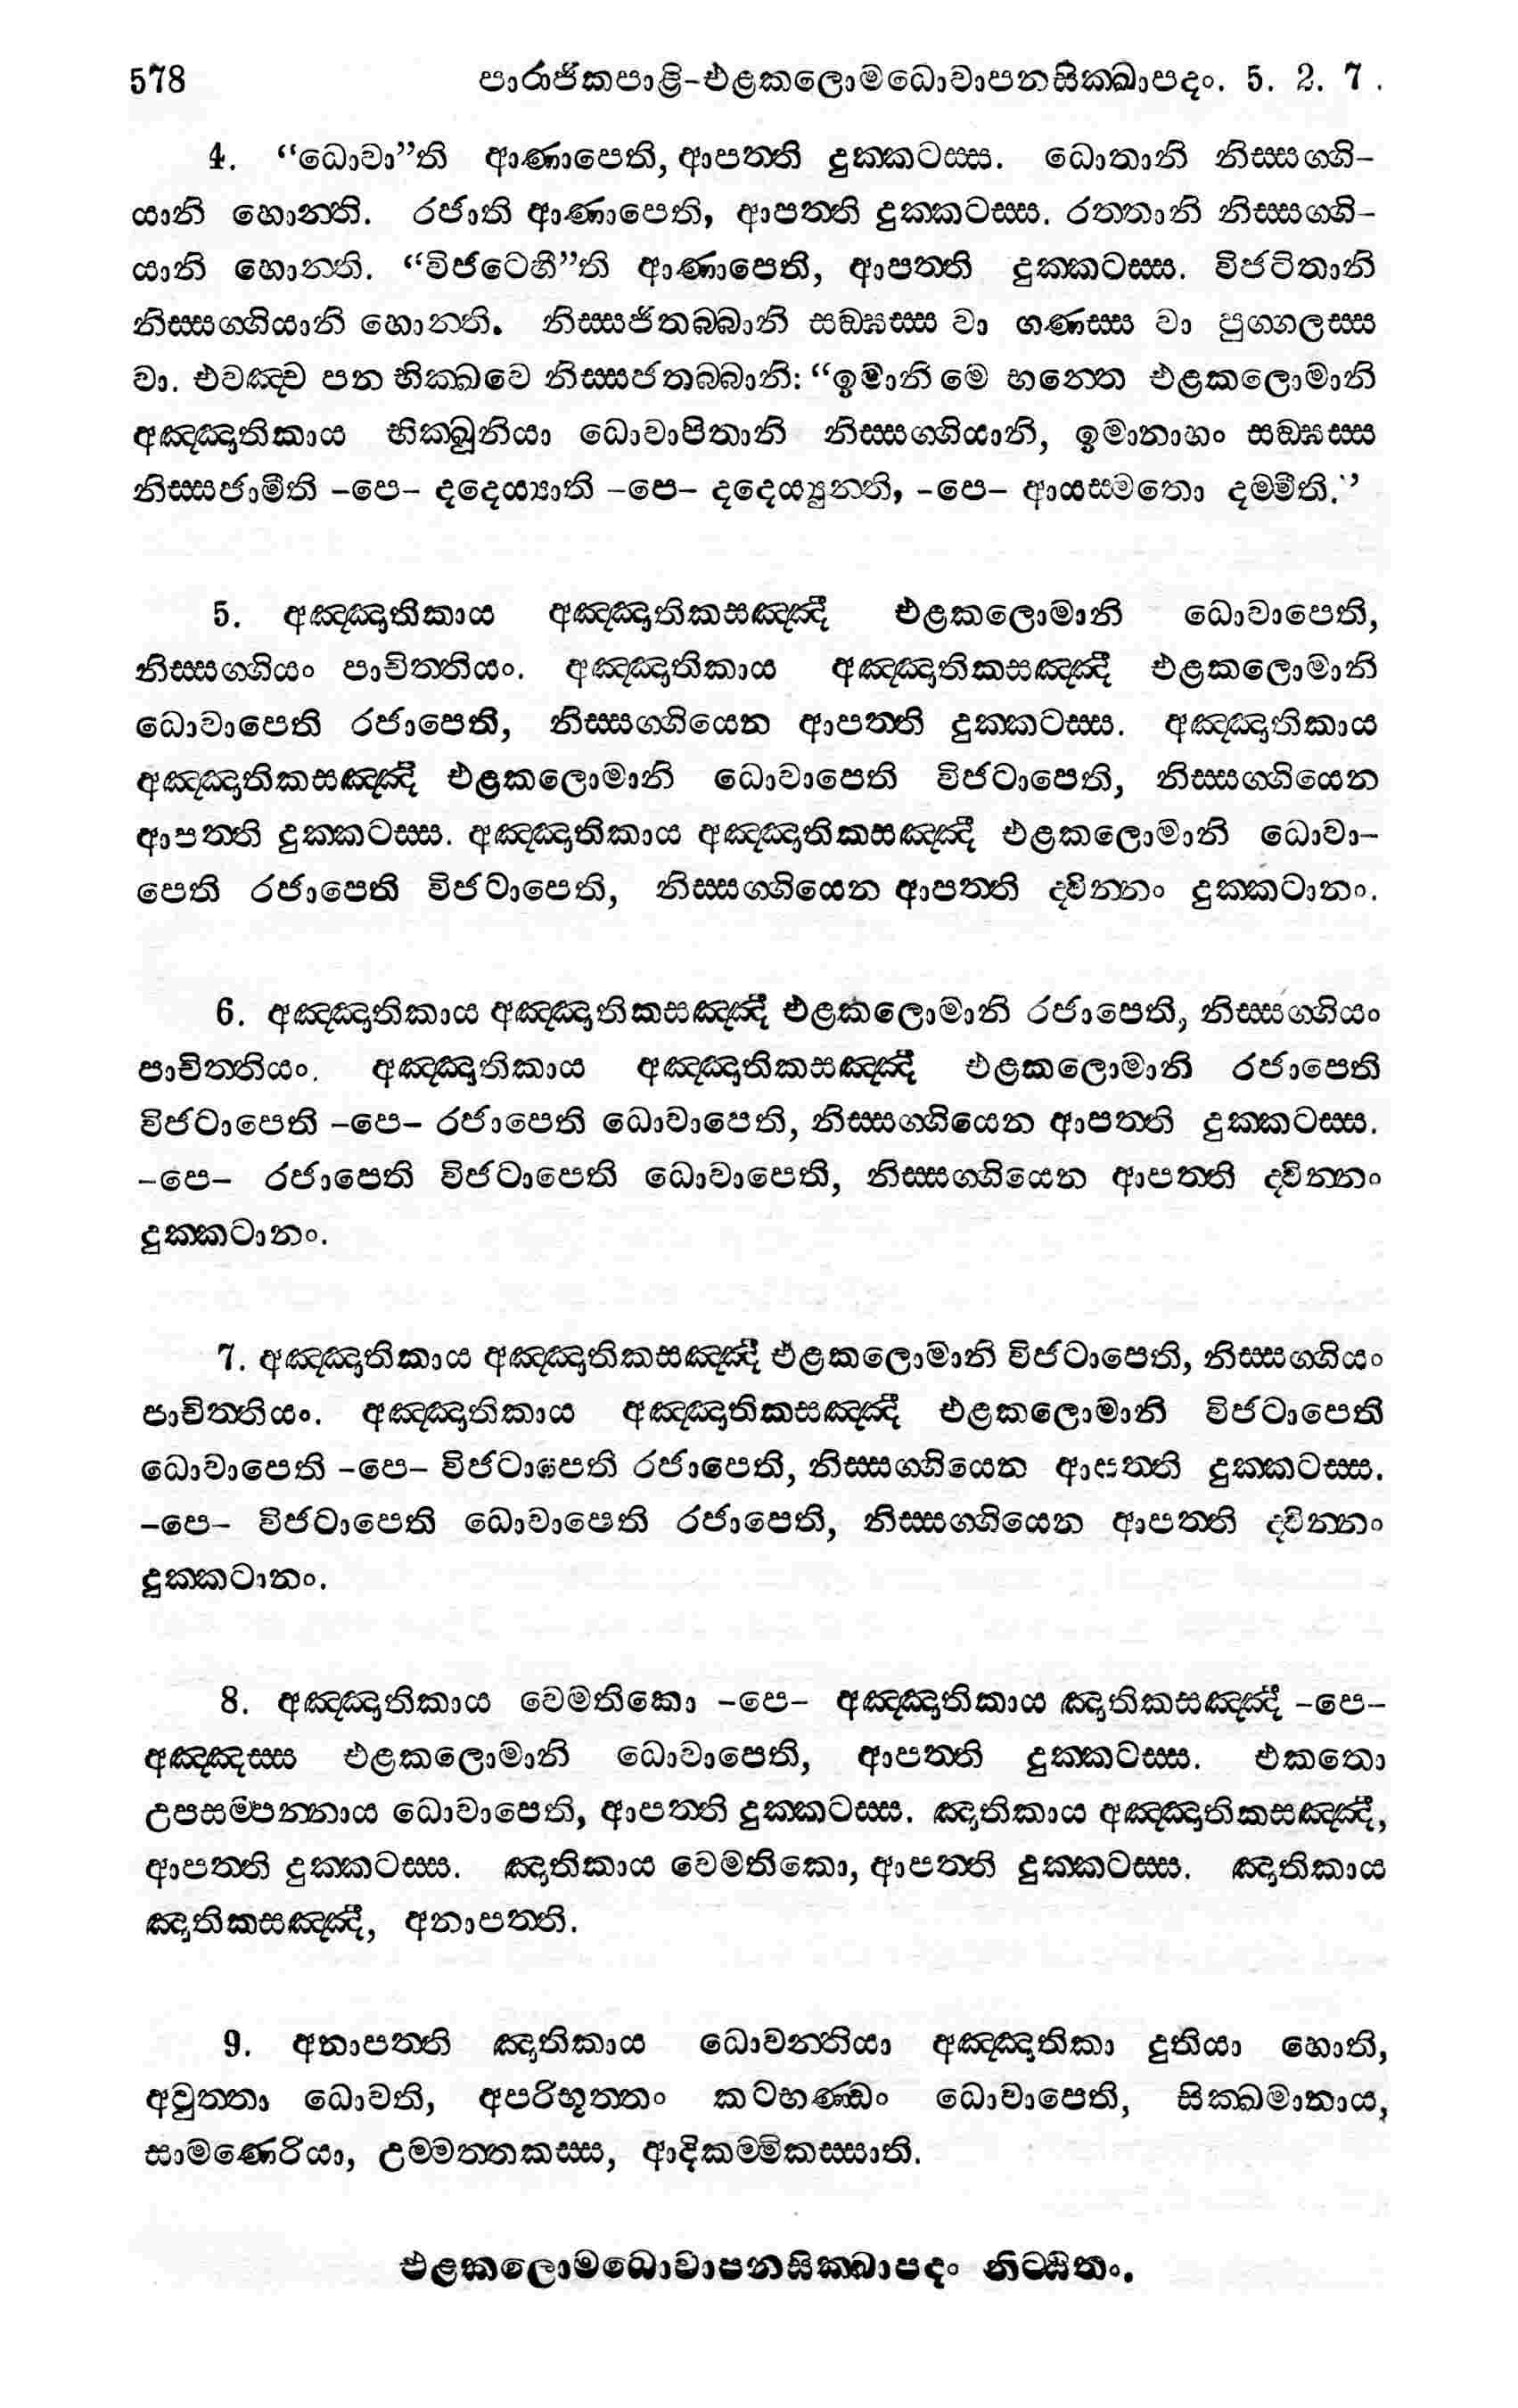 578 පාරාජිකපාළි-එළකලොමධොවාපනසික්ඛාපදං. 5. 2. 7.
4. “ධොවා”ති ආණාපෙති, ආපත්ති දුක්කටස්ස. ධොතානි නිස්සග්ගි-
යානි හොන්ති. රජාති ආණාපෙති, ආපත්ති දුක්කටස්ස. රත්තානි නිස්සග්ගි-
යානි හොන්ති. “විජටෙහී”ති ආණාපෙති, ආපත්ති දුක්කටස්ස. විජටිතානි
නිස්සග්ගියානි හොන්ති. නිස්සජිතබ්බානි සඞ්ඝස්ස වා ගණස්ස වා පුග්ගලස්ස
වා. එවඤ්ච පන භික්ඛවෙ නිස්සජිතබ්බානි: “ඉමානි මෙ භන්තෙ එළකලොමානි
අඤ්ඤාතිකාය භික්ඛුනියා ධොවාපිතානි නිස්සග්ගියානි, ඉමානාහං සඞ්ඝස්ස
නිස්සජාමීති -පෙ- දදෙය්‍යාති -පෙ- දදෙය්‍යුන්ති, -පෙ- ආයස්මතො දම්මීති.”
5. අඤ්ඤාතිකාය අඤ්ඤාතිකසඤ්ඤී එළකලොමානි ධොවාපෙති,
නිස්සග්ගියං පාචිත්තියං. අඤ්ඤාතිකාය අඤ්ඤාතිකසඤ්ඤී එළකලොමානි
ධොවාපෙති රජාපෙති, නිස්සග්ගියෙන ආපත්ති දුක්කටස්ස. අඤ්ඤාතිකාය
අඤ්ඤාතිකසඤ්ඤී එළකලොමානි ධොවාපෙති විජටාපෙති, නිස්සග්ගියෙන
ආපත්ති දුක්කටස්ස. අඤ්ඤාතිකාය අඤ්ඤාතිකසඤ්ඤී එළකලොමානි ධොවා-
පෙති රජාපෙති විජටාපෙති, නිස්සග්ගියෙන ආපත්ති ද්වින්නං දුක්කටානං.
6. අඤ්ඤාතිකාය අඤ්ඤාතිකසඤ්ඤී එළකලොමානි රජාපෙති, නිස්සග්ගියං
පාචිත්තියං. අඤ්ඤාතිකාය අඤ්ඤාතිකසඤ්ඤී එළකලොමානි රජාපෙති
විජටාපෙති -පෙ- රජාපෙති ධොවාපෙති, නිස්සග්ගියෙන ආපත්ති දුක්කටස්ස.
-පෙ- රජාපෙති විජටාපෙති ධොවාපෙති, නිස්සග්ගියෙන ආපත්ති ද්වින්නං
දුක්කටානං.
7. අඤ්ඤාතිකාය අඤ්ඤාතිකසඤ්ඤී එළකලොමානි විජටාපෙති, නිස්සග්ගියං
පාචිත්තියං. අඤ්ඤාතිකාය අඤ්ඤාතිකසඤ්ඤී එළකලොමානි විජටාපෙති
ධොවාපෙති -පෙ- විජටාපෙති රජාපෙති, නිස්සග්ගියෙන ආපත්ති දුක්කටස්ස.
-පෙ- විජටාපෙති ධොවාපෙති රජාපෙති, නිස්සග්ගියෙන ආපත්ති ද්වින්නං
දුක්කටානං.
8. අඤ්ඤාතිකාය වෙමතිකො -පෙ- අඤ්ඤාතිකාය ඤාතිකසඤ්ඤී -පෙ-
අඤ්ඤස්ස එළකලොමානි ධොවාපෙති, ආපත්ති දුක්කටස්ස. එකතො
උපසම්පන්නාය ධොවාපෙති, ආපත්ති දුක්කටස්ස. ඤාතිකාය අඤ්ඤාතිකසඤ්ඤී,
ආපත්ති දුක්කටස්ස. ඤාතිකාය වෙමතිකො, ආපත්ති දුක්කටස්ස. ඤාතිකාය
ඤාතිකසඤ්ඤී, අනාපත්ති.
9. අනාපත්ති ඤාතිකාය ධොවන්තියා අඤ්ඤාතිකා දුතියා හොති,
අවුත්තා ධොවති, අපරිභුත්තං කටභණ්ඩං ධොවාපෙති, සික්ඛමානාය,
සාමණෙරියා, උම්මත්තකස්ස, ආදිකම්මිකස්සාති.
එළකලොමධොවාපනසික්ඛාපදං නිට්ඨිතං.